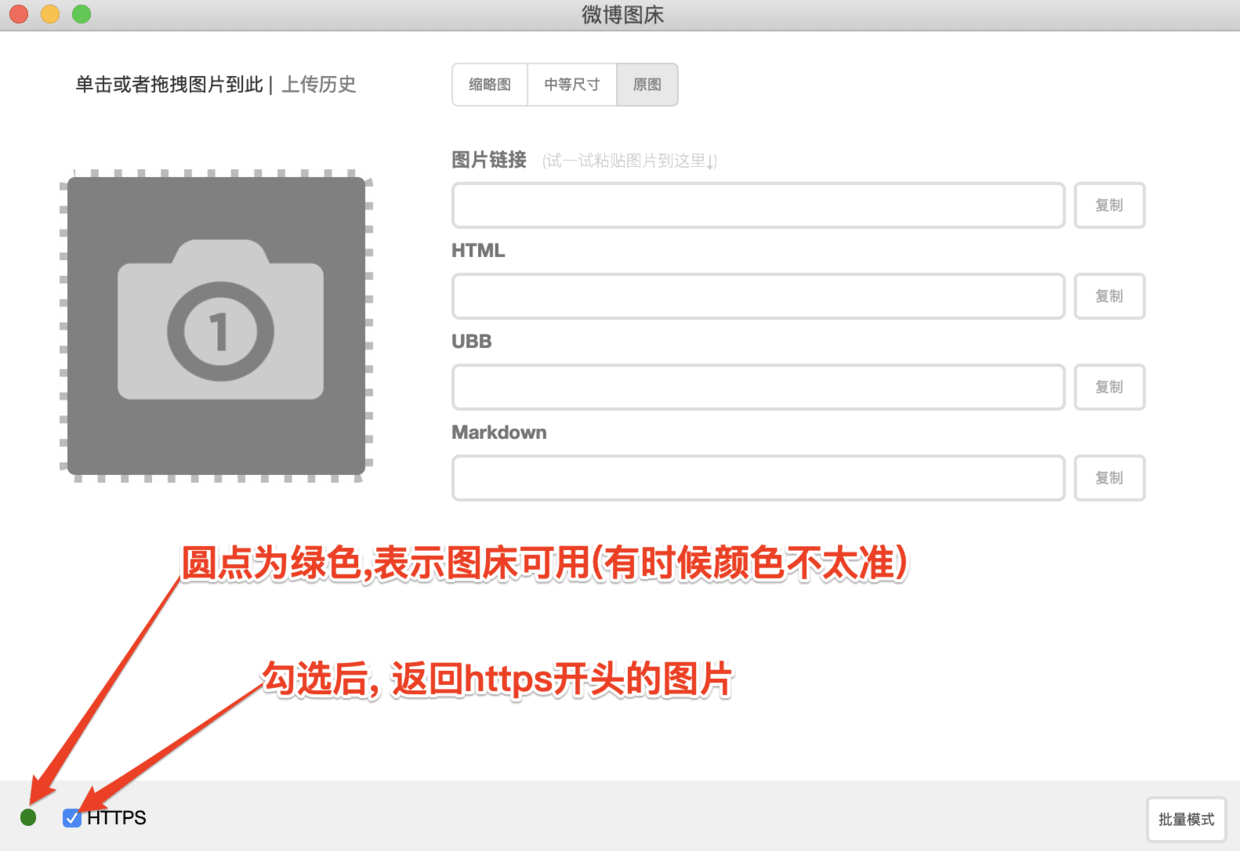 微博图床
单击或者拖拽图片到此 | 上传历史
缩略图 中等尺寸 原图
图片链接 (试一试粘贴图片到这里↓)
复制
HTML
复制
UBB
复制
Markdown
复制
1
圆点为绿色,表示图床可用(有时候颜色不太准)
勾选后, 返回https开头的图片
HTTPS
批量模式